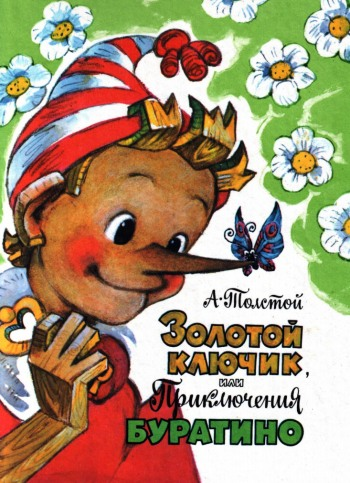 А. Толстой
Золотой
ключик,
или
Приключения
БУРАТИНО